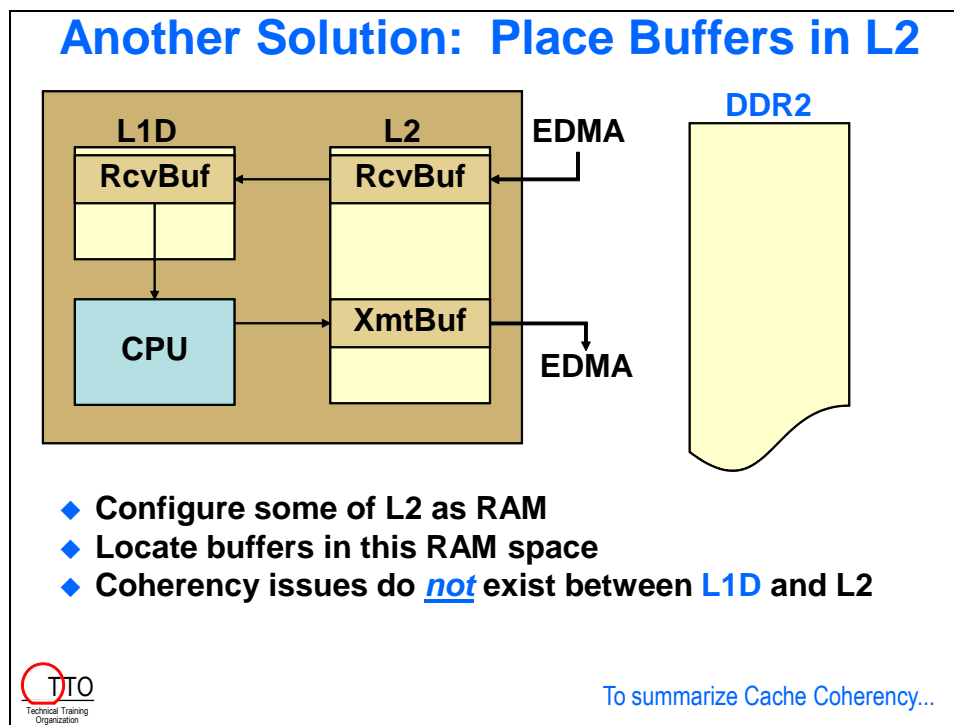 Another Solution: Place Buffers in L2
DDR2
L1D
L2
EDMA
RcvBuf
RcvBuf
XmtBuf
CPU
EDMA
Configure some of L2 as RAM
Locate buffers in this RAM space
Coherency issues do not exist between L1D and L2
TTO
Technical Training
Organization
To summarize Cache Coherency...